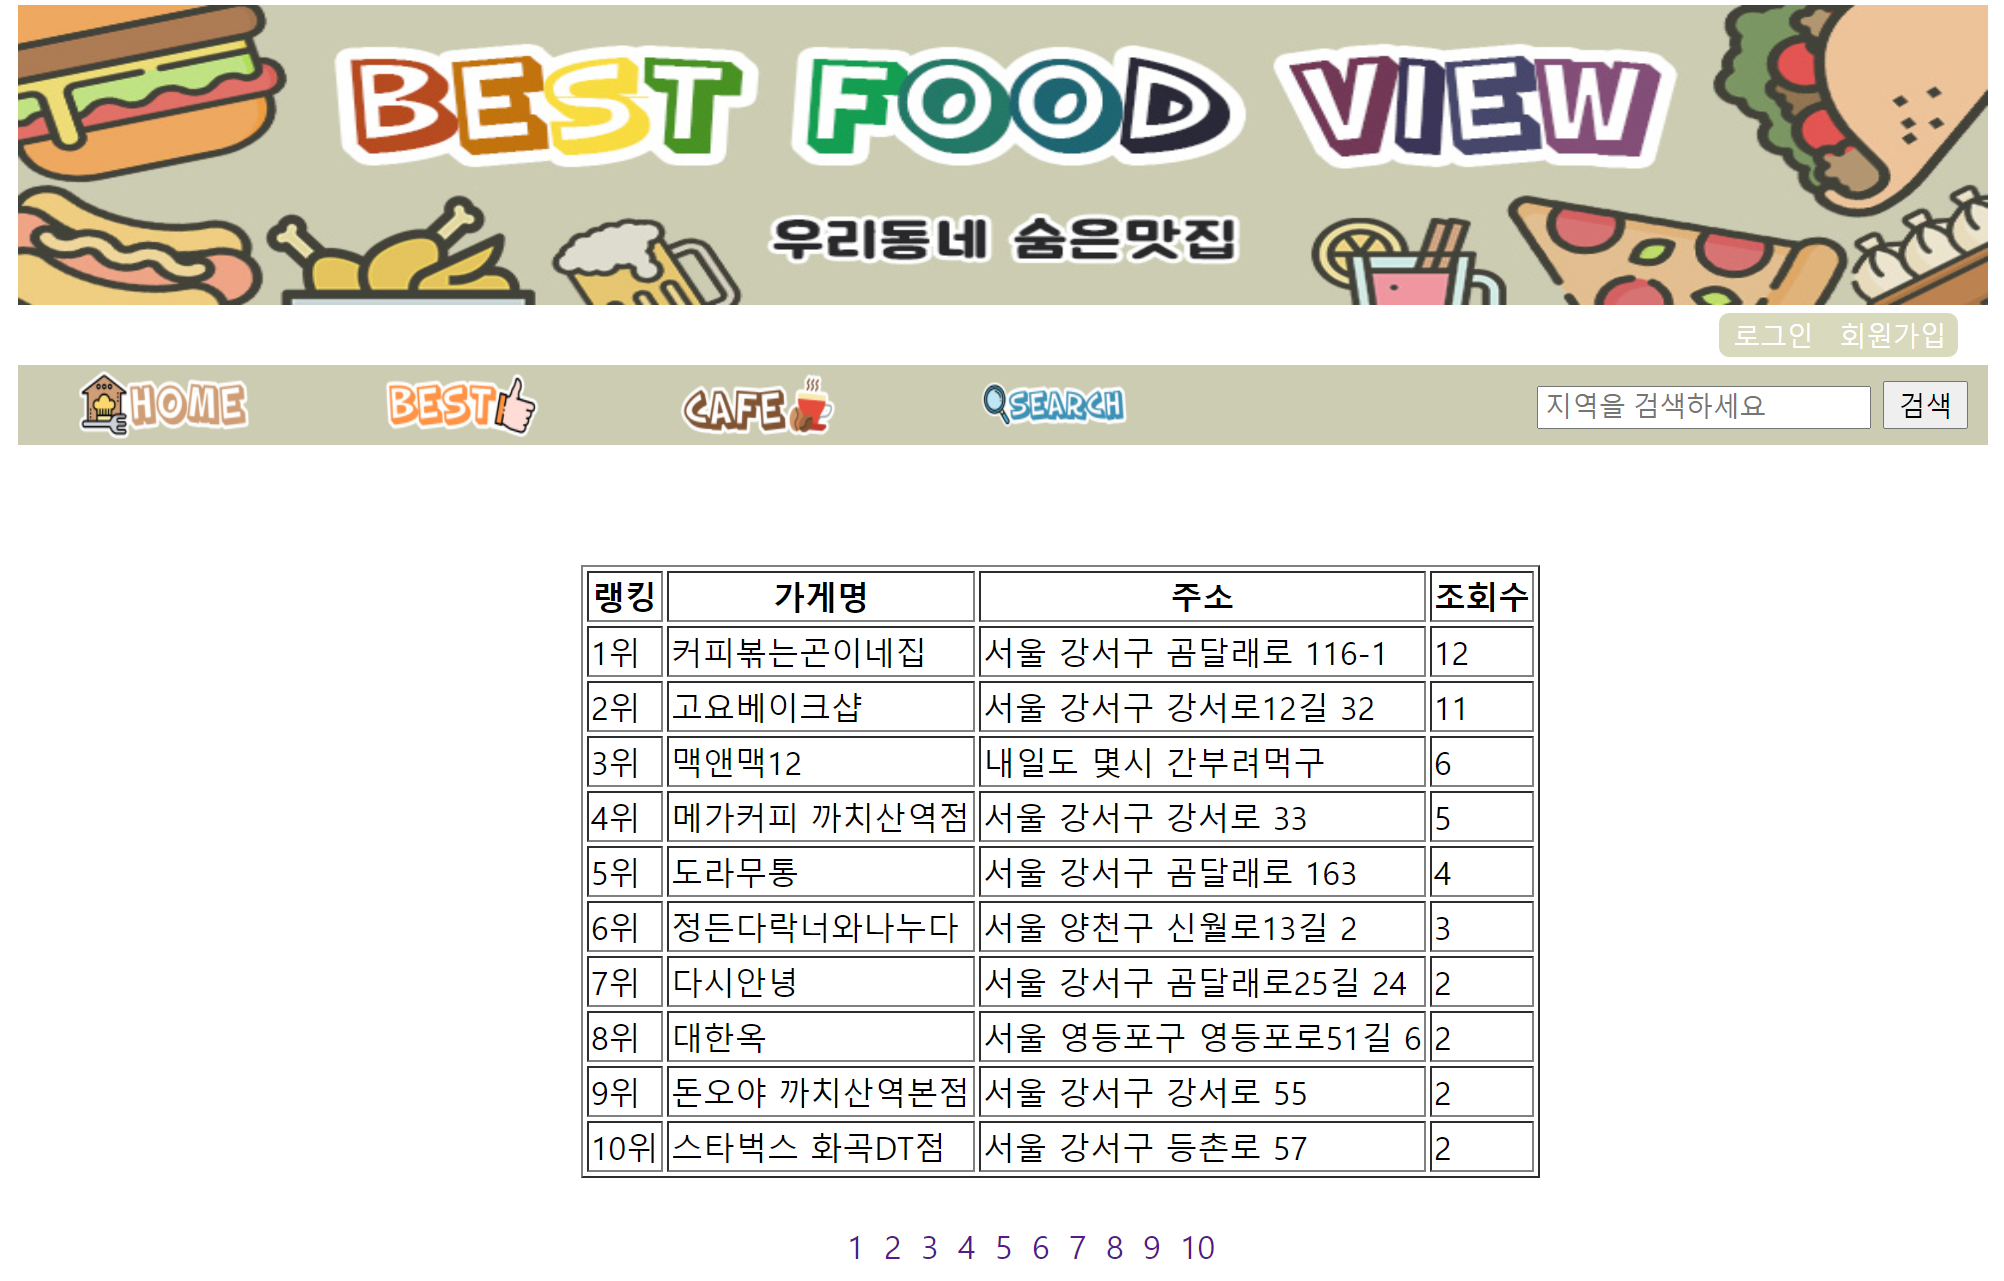 BEST FOOD VIEW
우리동네 숨은맛집
로그인 회원가입
HOME BEST CAFE SEARCH 지역을 검색하세요 검색
랭킹 가게명 주소 조회수
1위 커피볶는곤이네집 서울 강서구 곰달래로 116-1 12
2위 고요베이크샵 서울 강서구 강서로12길 32 11
3위 맥앤맥12 내일도 몇시 간부려먹구 6
4위 메가커피 까치산역점 서울 강서구 강서로 33 5
5위 도라무통 서울 강서구 곰달래로 163 4
6위 정든다락너와나누다 서울 양천구 신월로13길 2 3
7위 다시안녕 서울 강서구 곰달래로25길 24 2
8위 대한옥 서울 영등포구 영등포로51길 6 2
9위 돈오야 까치산역본점 서울 강서구 강서로 55 2
10위 스타벅스 화곡DT점 서울 강서구 등촌로 57 2
1 2 3 4 5 6 7 8 9 10